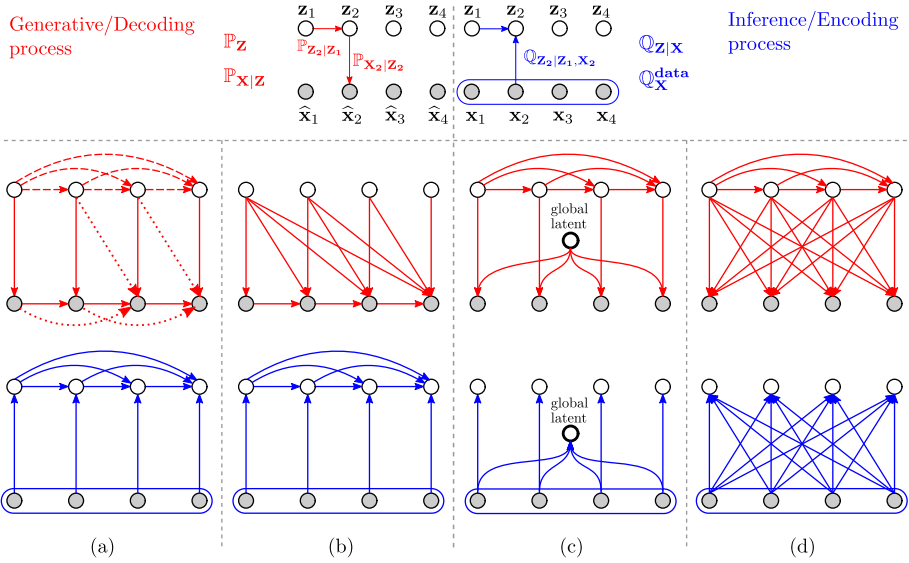 Generative/Decoding
process
ℙ_𝐙
ℙ_𝐗|𝐙
𝐳₁ 𝐳₂ 𝐳₃ 𝐳₄
ℙ_𝐙₂|𝐙₁
ℙ_𝐗₂|𝐙₂
x̂₁ x̂₂ x̂₃ x̂₄
𝐳₁ 𝐳₂ 𝐳₃ 𝐳₄
ℚ_𝐙₂|𝐙₁,𝐗₂
𝐱₁ 𝐱₂ 𝐱₃ 𝐱₄
Inference/Encoding
process
ℚ_𝐙|𝐗
ℚ_𝐗^data
global
latent
global
latent
(a) (b) (c) (d)